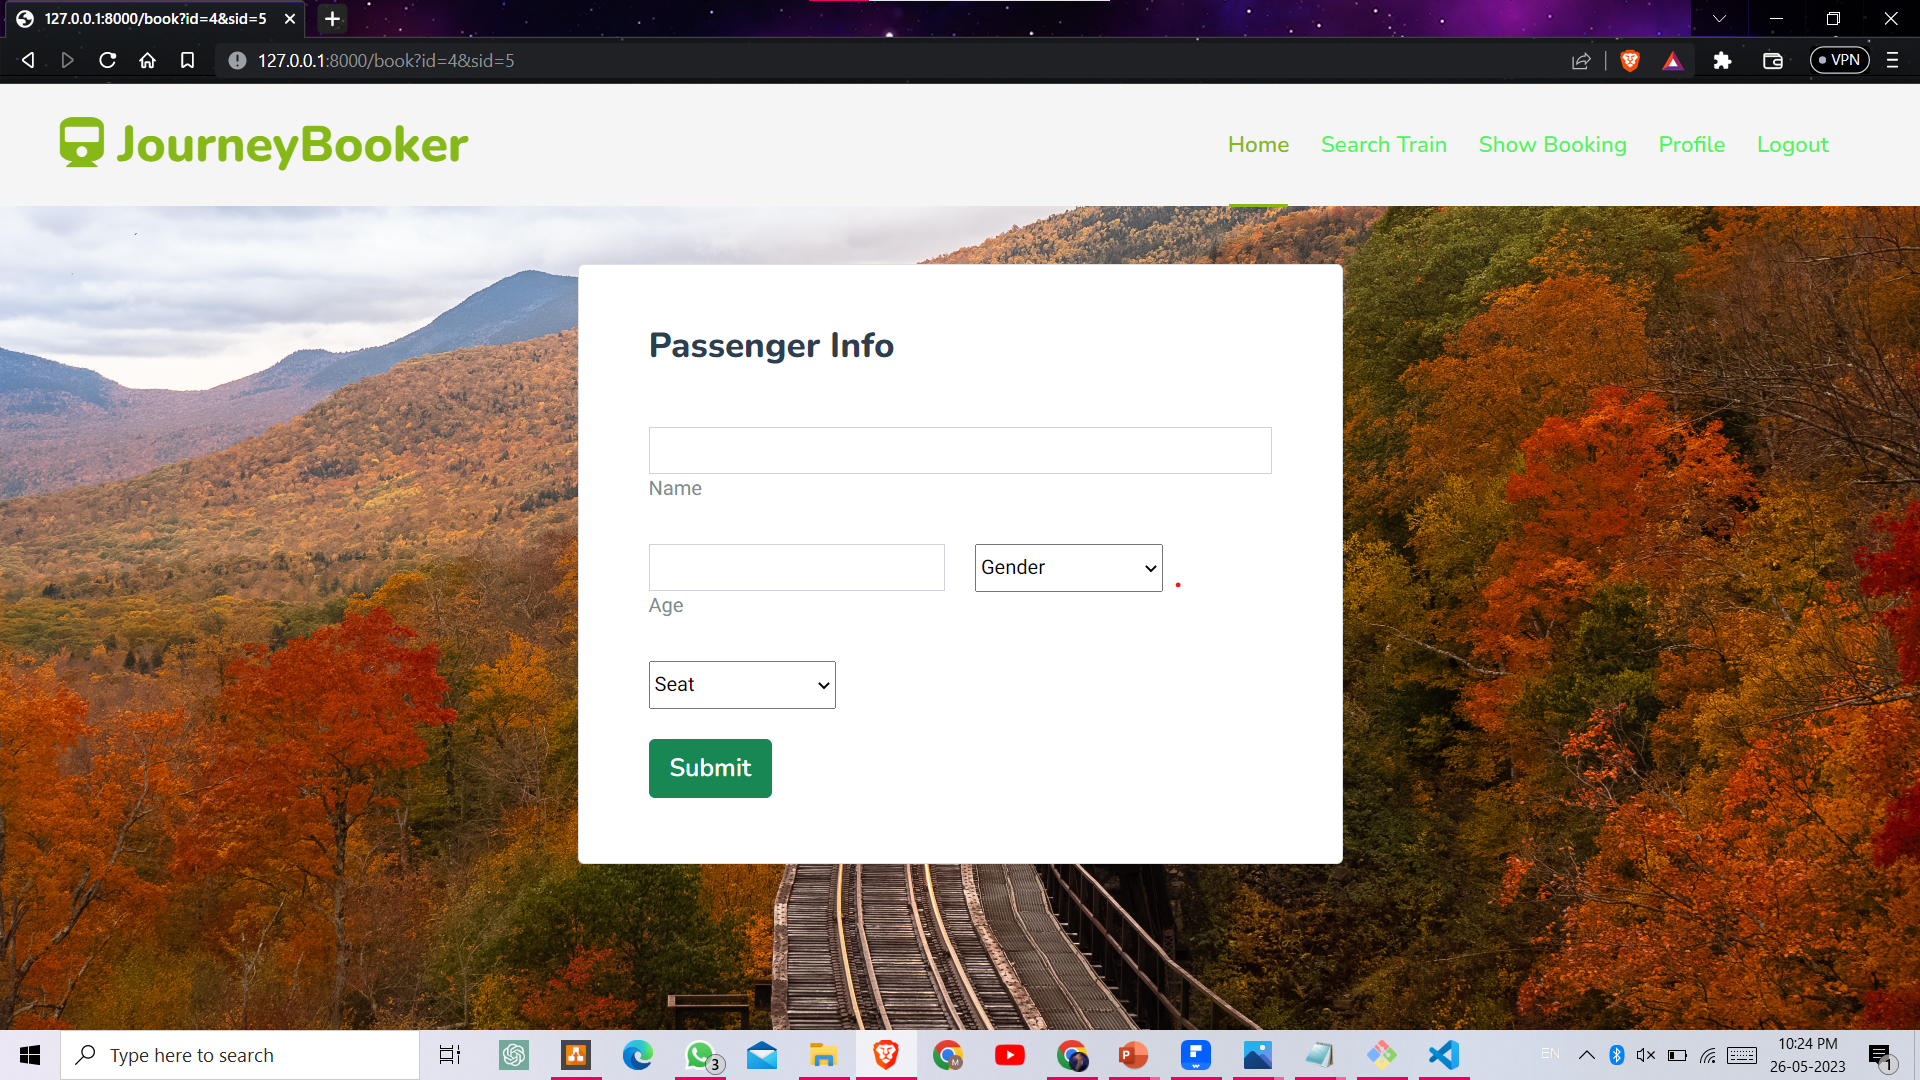 127.0.0.1:8000/book?id=4&sid=5
127.0.0.1:8000/book?id=4&sid=5
VPN
JourneyBooker
Home Search Train Show Booking Profile Logout
Passenger Info
Name
Gender
Age
Seat
Submit
Type here to search
3
M
P
EN
10:24 PM
26-05-2023
1